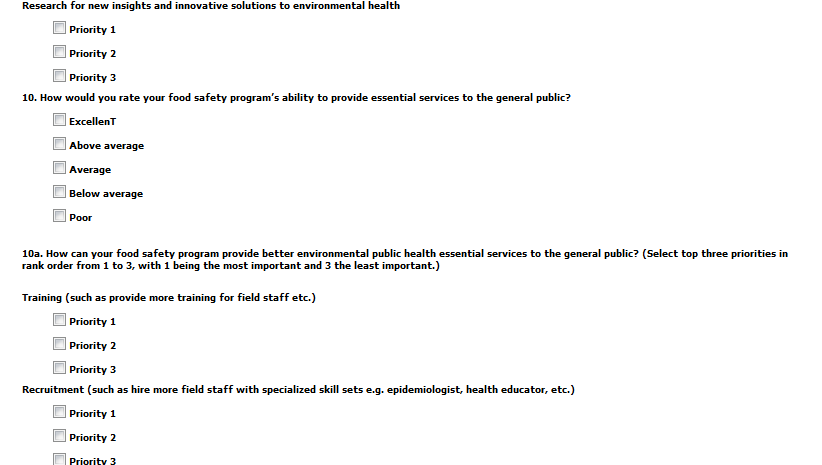 Research for new insights and innovative solutions to environmental health
Priority 1
Priority 2
Priority 3
10. How would you rate your food safety program's ability to provide essential services to the general public?
ExcellenT
Above average
Average
Below average
Poor
10a. How can your food safety program provide better environmental public health essential services to the general public? (Select top three priorities in
rank order from 1 to 3, with 1 being the most important and 3 the least important.)
Training (such as provide more training for field staff etc.)
Priority 1
Priority 2
Priority 3
Recruitment (such as hire more field staff with specialized skill sets e.g. epidemiologist, health educator, etc.)
Priority 1
Priority 2
Priority 3